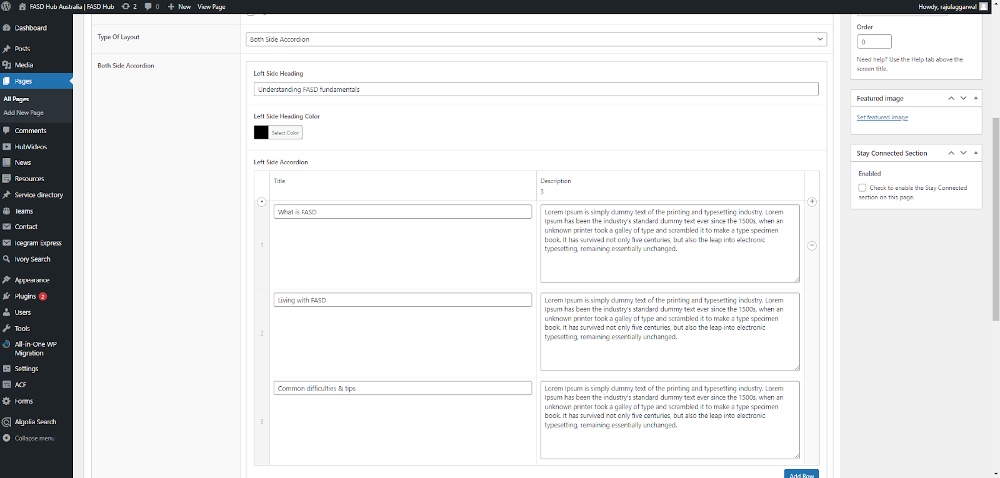 FASD Hub Australia | FASD Hub
2
0
New
View Page
Howdy, rajulaggarwal
Dashboard
Posts
Media
Pages
All Pages
Add New Page
Comments
HubVideos
News
Resources
Service directory
Teams
Contact
Icegram Express
Ivory Search
Appearance
Plugins 2
Users
Tools
All-in-One WP
Migration
Settings
ACF
Forms
Algolia Search
Collapse menu
Type Of Layout
Both Side Accordion
Both Side Accordion
Left Side Heading
Understanding FASD fundamentals
Left Side Heading Color
Select Color
Left Side Accordion
Title
Description
3
1
What is FASD
Lorem Ipsum is simply dummy text of the printing and typesetting industry. Lorem
Ipsum has been the industry's standard dummy text ever since the 1500s, when an
unknown printer took a galley of type and scrambled it to make a type specimen
book. It has survived not only five centuries, but also the leap into electronic
typesetting, remaining essentially unchanged.
2
Living with FASD
Lorem Ipsum is simply dummy text of the printing and typesetting industry. Lorem
Ipsum has been the industry's standard dummy text ever since the 1500s, when an
unknown printer took a galley of type and scrambled it to make a type specimen
book. It has survived not only five centuries, but also the leap into electronic
typesetting, remaining essentially unchanged.
3
Common difficulties & tips
Lorem Ipsum is simply dummy text of the printing and typesetting industry. Lorem
Ipsum has been the industry's standard dummy text ever since the 1500s, when an
unknown printer took a galley of type and scrambled it to make a type specimen
book. It has survived not only five centuries, but also the leap into electronic
typesetting, remaining essentially unchanged.
Add Row
Order
0
Need help? Use the Help tab above the
screen title.
Featured image
Set featured image
Stay Connected Section
Enabled
Check to enable the Stay Connected
section on this page.